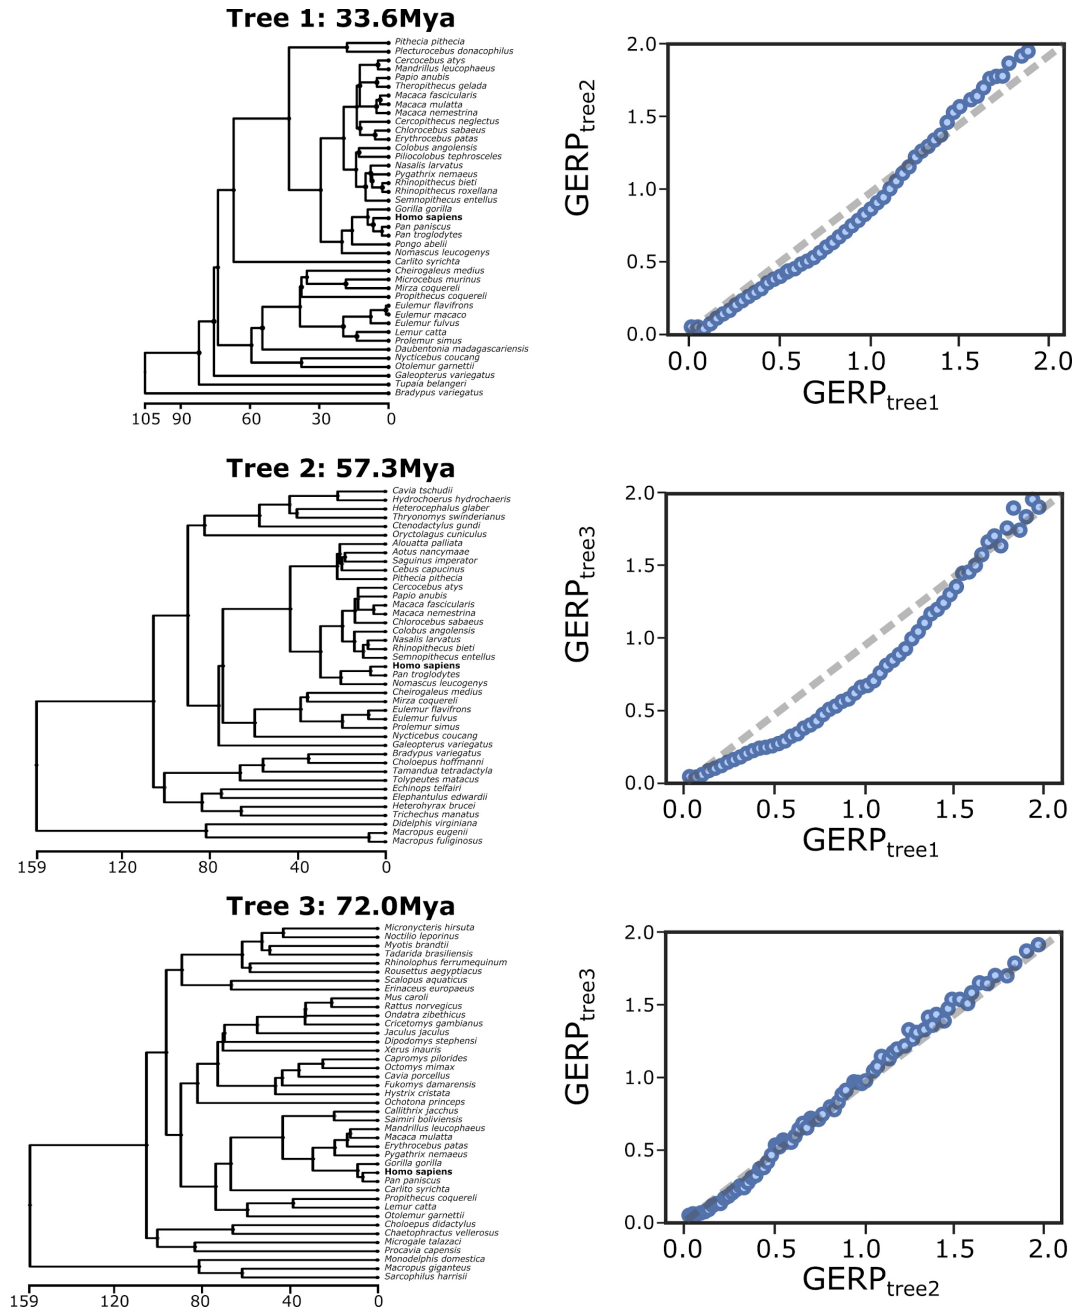 Tree 1: 33.6Mya
Pithecia pithecia
Plecturocebus donacophilus
Cercocebus atys
Mandrillus leucophaeus
Papio anubis
Theropithecus gelada
Macaca fascicularis
Macaca mulatta
Macaca nemestrina
Cercopithecus neglectus
Chlorocebus sabaeus
Erythrocebus patas
Colobus angolensis
Piliocolobus tephrosceles
Nasalis larvatus
Pygathrix nemaeus
Rhinopithecus bieti
Rhinopithecus roxellana
Semnopithecus entellus
Gorilla gorilla
Homo sapiens
Pan paniscus
Pan troglodytes
Pongo abelii
Nomascus leucogenys
Carlito syrichta
Cheirogaleus medius
Microcebus murinus
Mirza coquereli
Propithecus coquereli
Eulemur flavifrons
Eulemur macaco
Eulemur fulvus
Lemur catta
Prolemur simus
Daubentonia madagascariensis
Nycticebus coucang
Otolemur garnettii
Galeopterus variegatus
Tupaia belangeri
Bradypus variegatus
105 90 60 30 0
GERPtree2
2.0
1.5
1.0
0.5
0.0
0.0 0.5 1.0 1.5 2.0
GERPtree1
Tree 2: 57.3Mya
Cavia tschudii
Hydrochoerus hydrochaeris
Heterocephalus glaber
Thryonomys swinderianus
Ctenodactylus gundi
Oryctolagus cuniculus
Alouatta palliata
Aotus nancymaae
Saguinus imperator
Cebus capucinus
Pithecia pithecia
Cercocebus atys
Papio anubis
Macaca fascicularis
Macaca nemestrina
Chlorocebus sabaeus
Colobus angolensis
Nasalis larvatus
Rhinopithecus bieti
Semnopithecus entellus
Homo sapiens
Pan troglodytes
Nomascus leucogenys
Cheirogaleus medius
Mirza coquereli
Eulemur flavifrons
Eulemur fulvus
Prolemur simus
Nycticebus coucang
Galeopterus variegatus
Bradypus variegatus
Choloepus hoffmanni
Tamandua tetradactyla
Tolypeutes matacus
Echinops telfairi
Elephantulus edwardii
Heterohyrax brucei
Trichechus manatus
Didelphis virginiana
Macropus eugenii
Macropus fuliginosus
159 120 80 40 0
GERPtree3
2.0
1.5
1.0
0.5
0.0
0.0 0.5 1.0 1.5 2.0
GERPtree1
Tree 3: 72.0Mya
Micronycteris hirsuta
Noctilio leporinus
Myotis brandtii
Tadarida brasiliensis
Rhinolophus ferrumequinum
Rousettus aegyptiacus
Scalopus aquaticus
Erinaceus europaeus
Mus caroli
Rattus norvegicus
Ondatra zibethicus
Cricetomys gambianus
Jaculus jaculus
Dipodomys stephensi
Xerus inauris
Capromys pilorides
Octomys mimax
Cavia porcellus
Fukomys damarensis
Hystrix cristata
Ochotona princeps
Callithrix jacchus
Saimiri boliviensis
Mandrillus leucophaeus
Macaca mulatta
Erythrocebus patas
Pygathrix nemaeus
Gorilla gorilla
Homo sapiens
Pan paniscus
Carlito syrichta
Propithecus coquereli
Lemur catta
Otolemur garnettii
Choloepus didactylus
Chaetophractus vellerosus
Microgale talazaci
Procavia capensis
Monodelphis domestica
Macropus giganteus
Sarcophilus harrisii
159 120 80 40 0
GERPtree3
2.0
1.5
1.0
0.5
0.0
0.0 0.5 1.0 1.5 2.0
GERPtree2